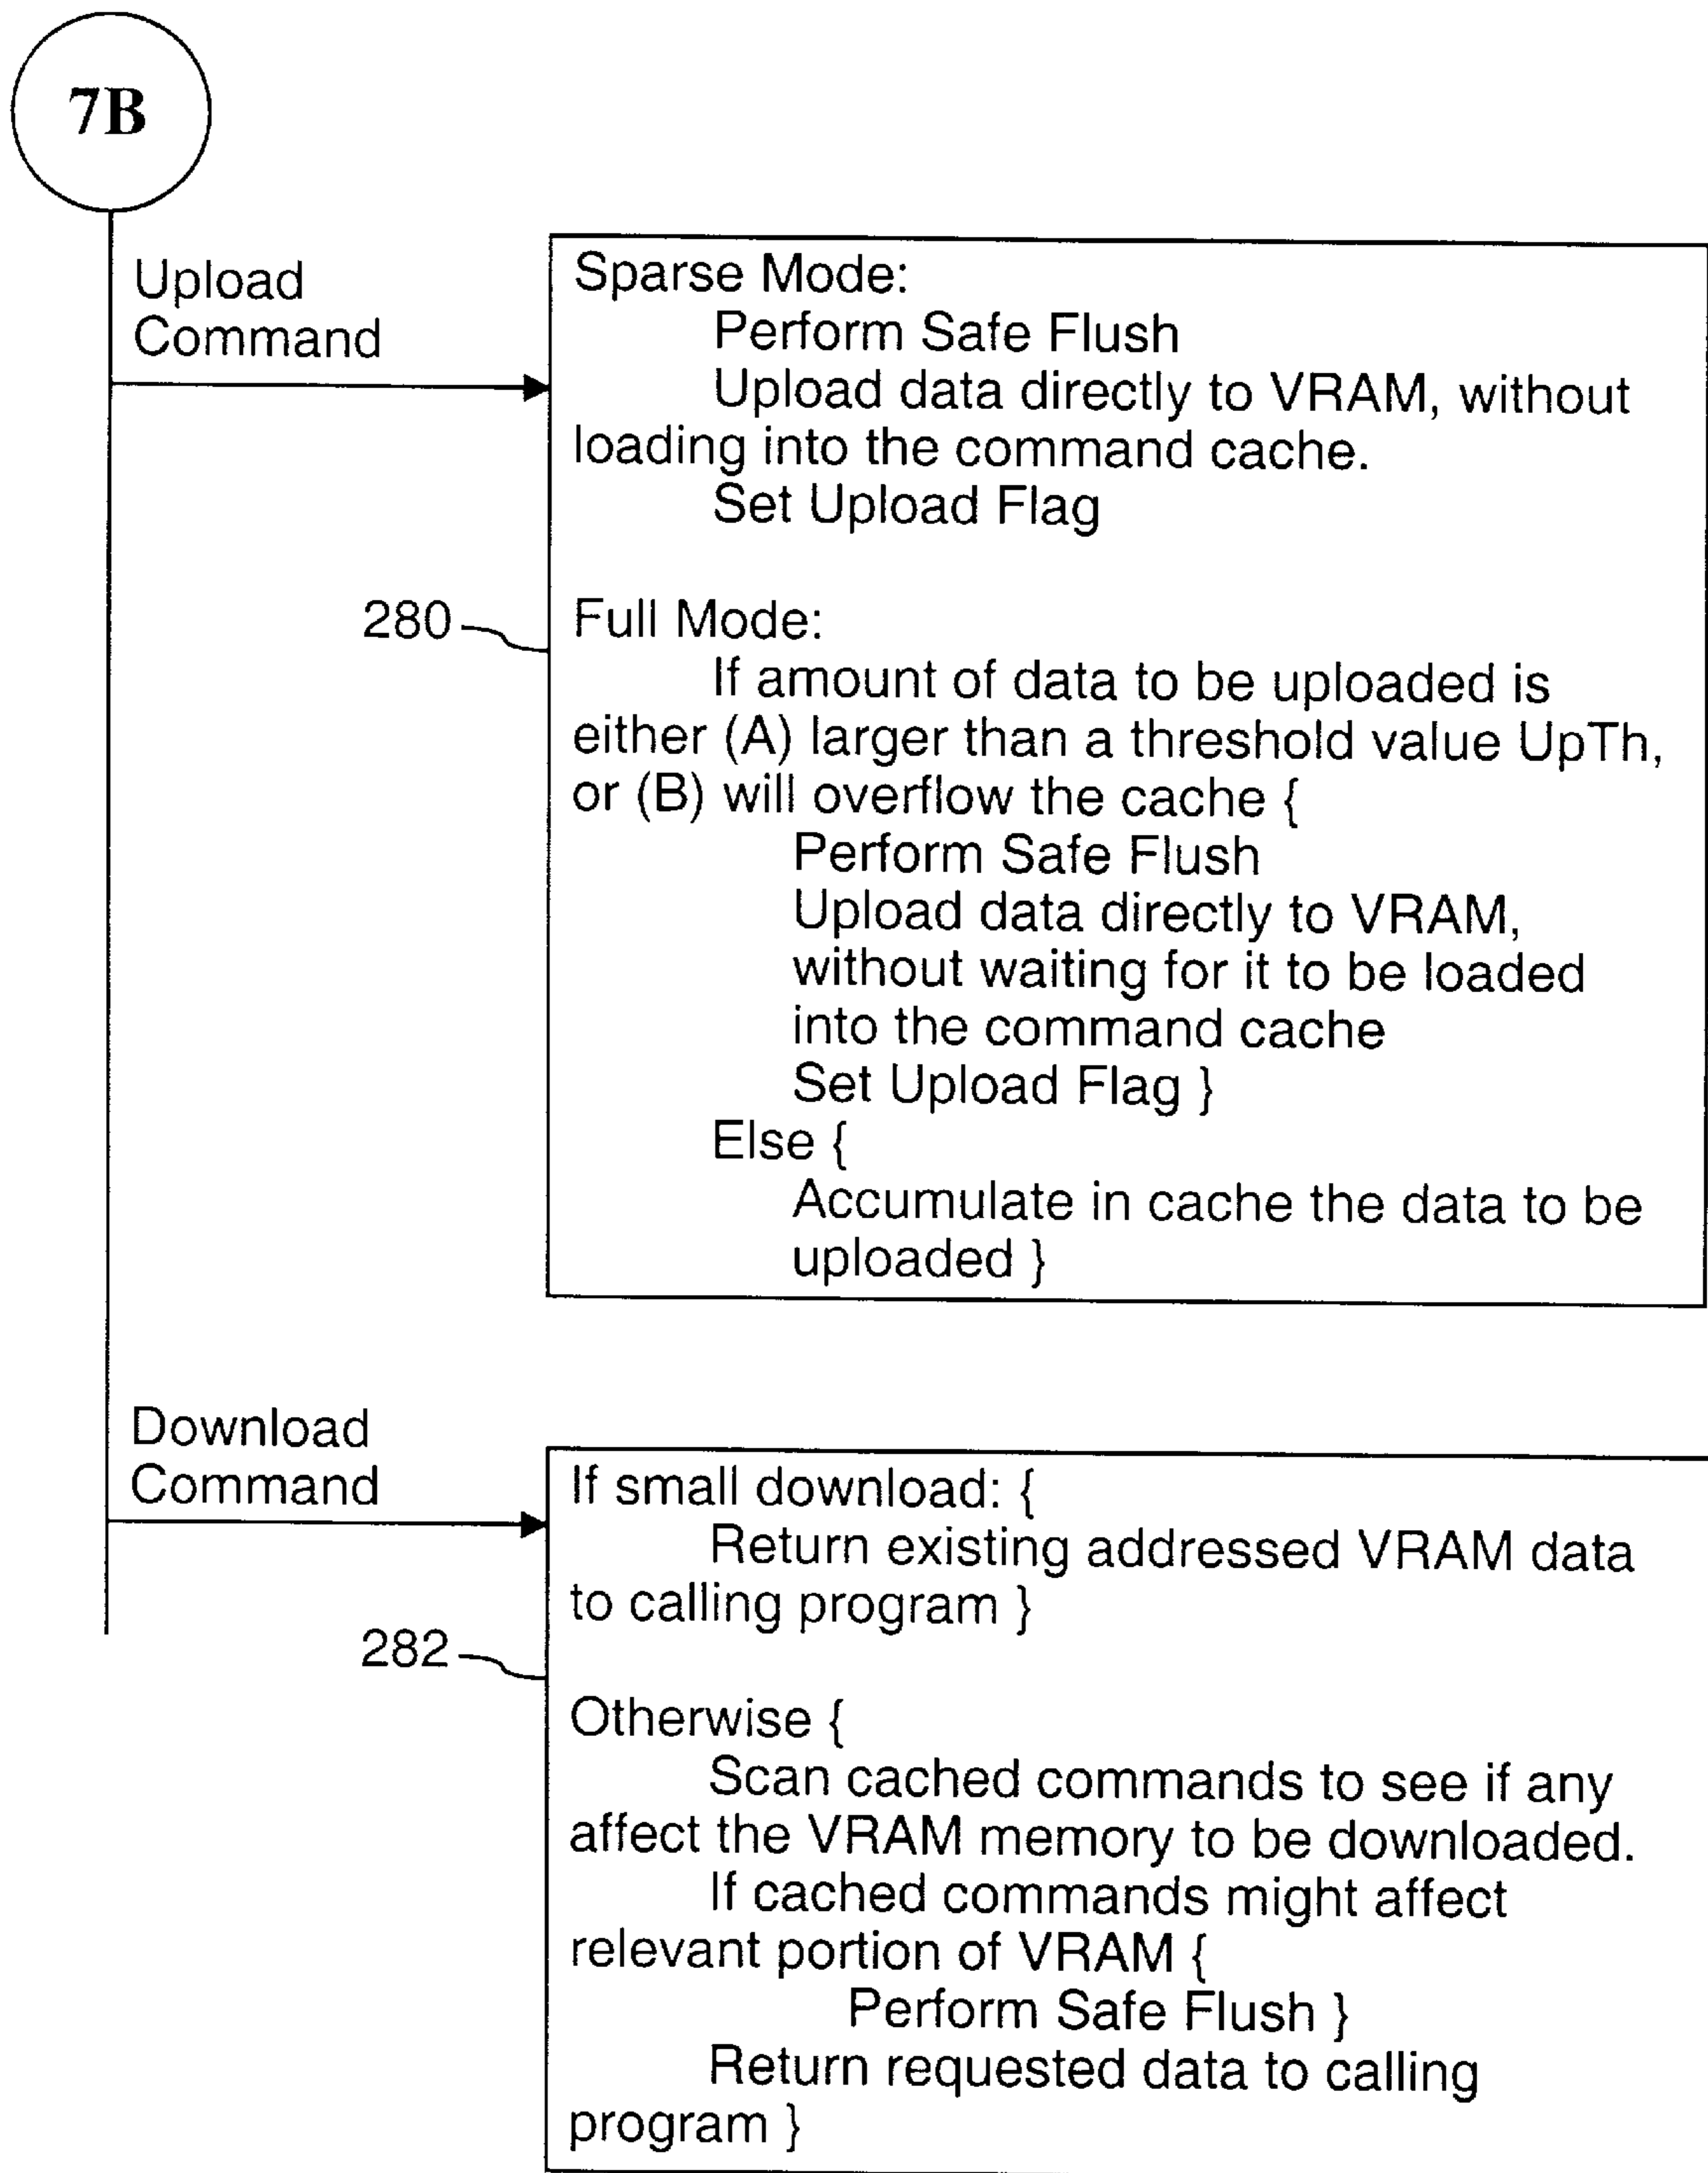 7B
Upload
Command
Sparse Mode:
Perform Safe Flush
Upload data directly to VRAM, without
loading into the command cache.
Set Upload Flag
280
Full Mode:
If amount of data to be uploaded is
either (A) larger than a threshold value UpTh,
or (B) will overflow the cache {
Perform Safe Flush
Upload data directly to VRAM,
without waiting for it to be loaded
into the command cache
Set Upload Flag }
Else {
Accumulate in cache the data to be
uploaded }
Download
Command
If small download: {
Return existing addressed VRAM data
to calling program }
282
Otherwise {
Scan cached commands to see if any
affect the VRAM memory to be downloaded.
If cached commands might affect
relevant portion of VRAM {
Perform Safe Flush }
Return requested data to calling
program }